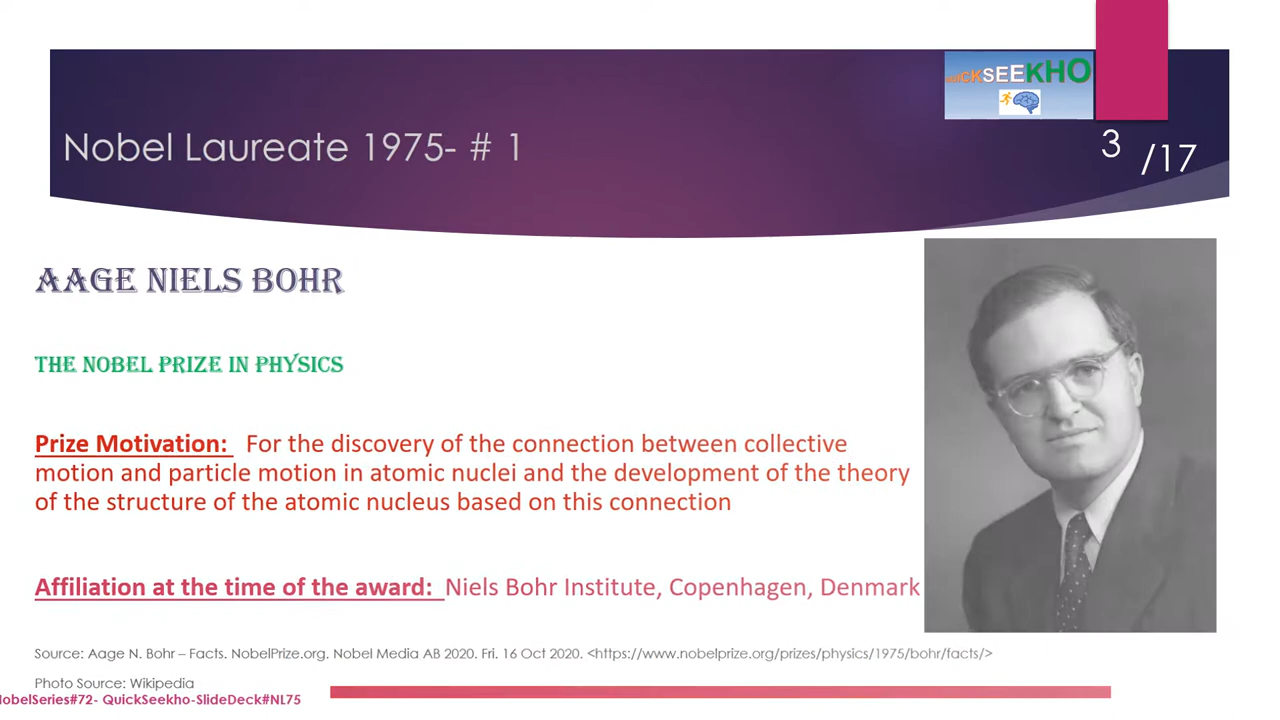 QUICKSEEKHO
Nobel Laureate 1975- # 1
3 /17
AAGE NIELS BOHR
THE NOBEL PRIZE IN PHYSICS
Prize Motivation: For the discovery of the connection between collective
motion and particle motion in atomic nuclei and the development of the theory
of the structure of the atomic nucleus based on this connection
Affiliation at the time of the award: Niels Bohr Institute, Copenhagen, Denmark
Source: Aage N. Bohr – Facts. NobelPrize.org. Nobel Media AB 2020. Fri. 16 Oct 2020. <https://www.nobelprize.org/prizes/physics/1975/bohr/facts/>
Photo Source: Wikipedia
NobelSeries#72- QuickSeekho-SlideDeck#NL75